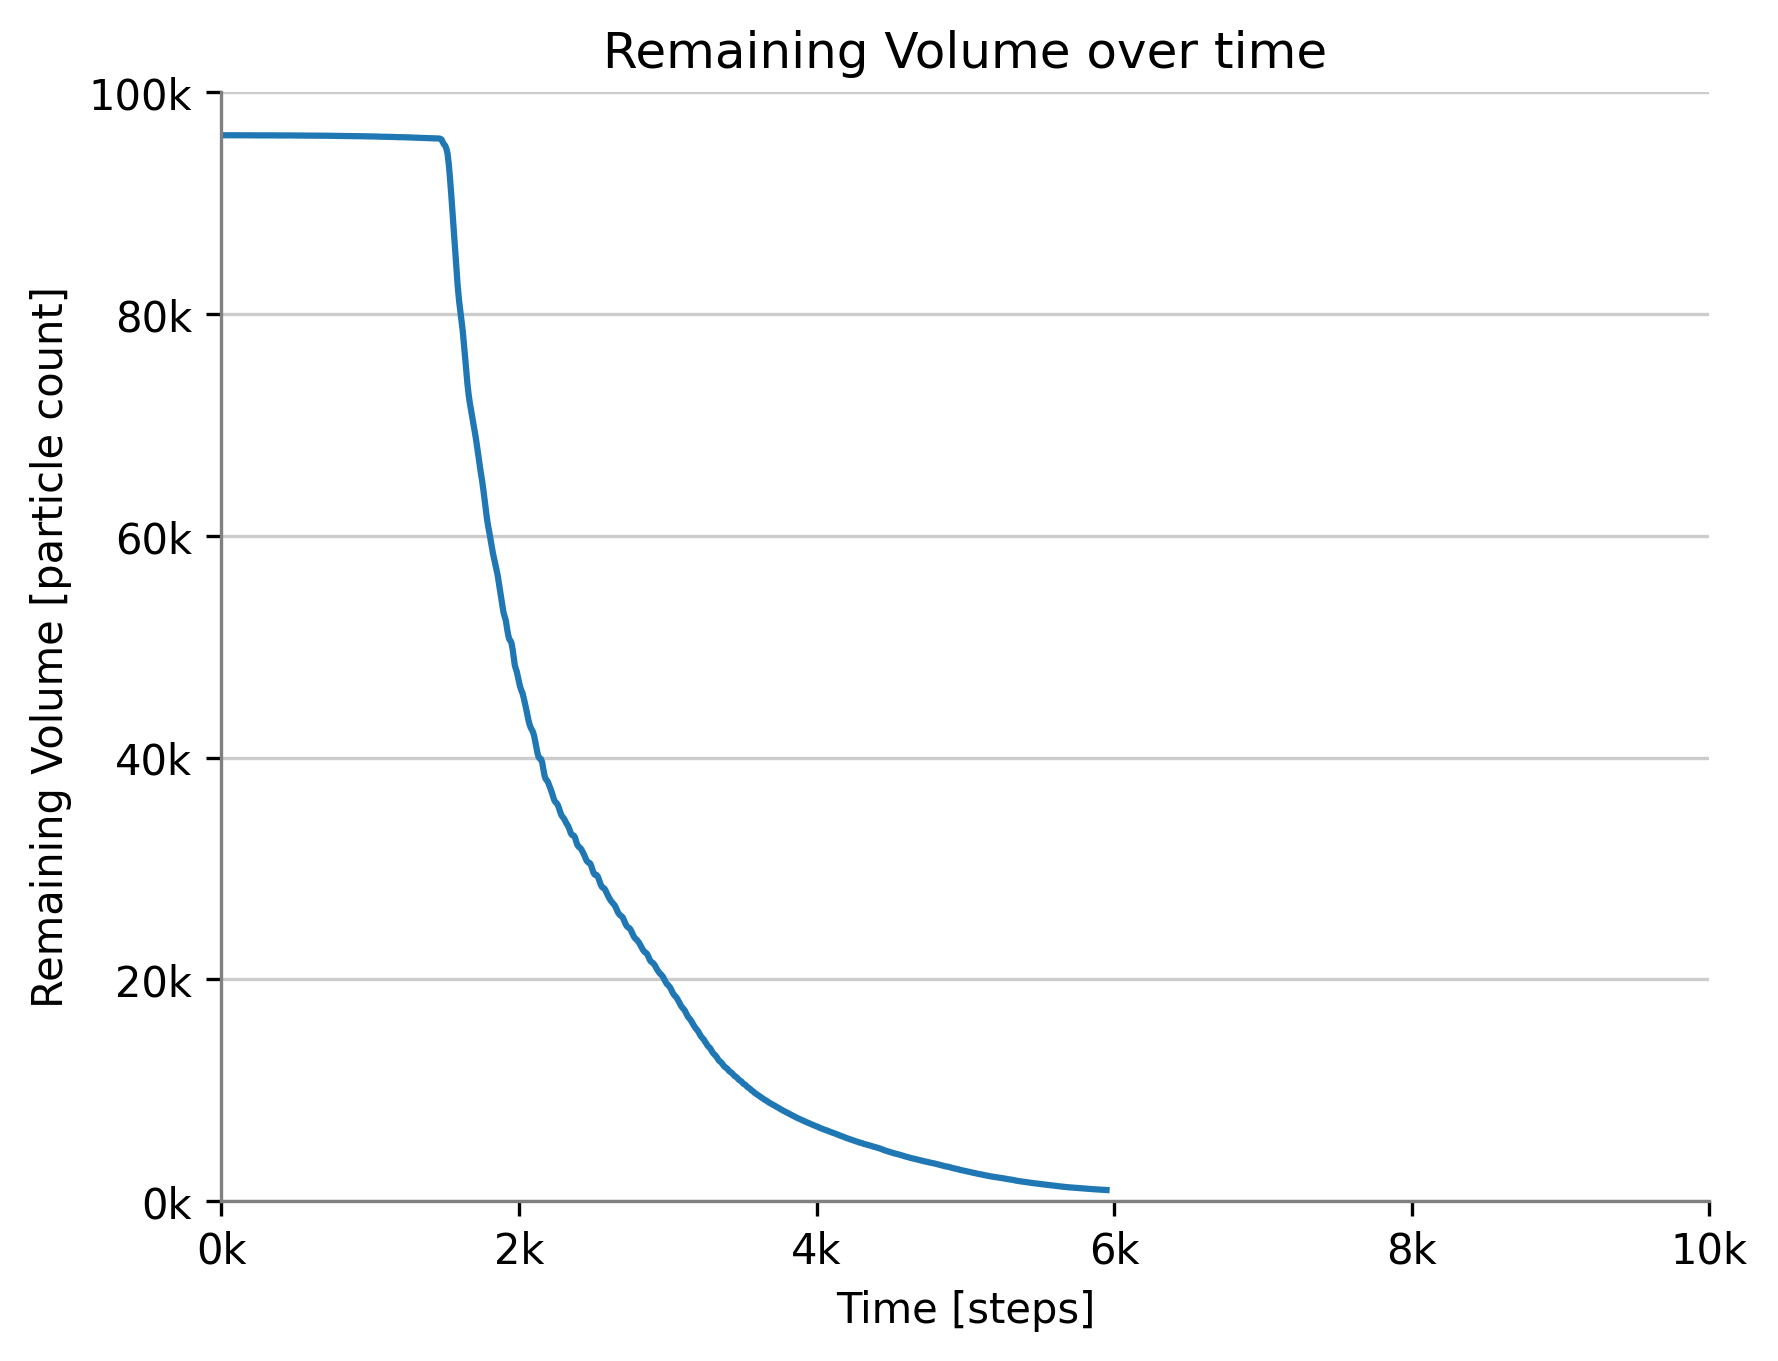 Remaining Volume over time
100k
80k
60k
40k
20k
0k
Remaining Volume [particle count]
0k 2k 4k 6k 8k 10k
Time [steps]